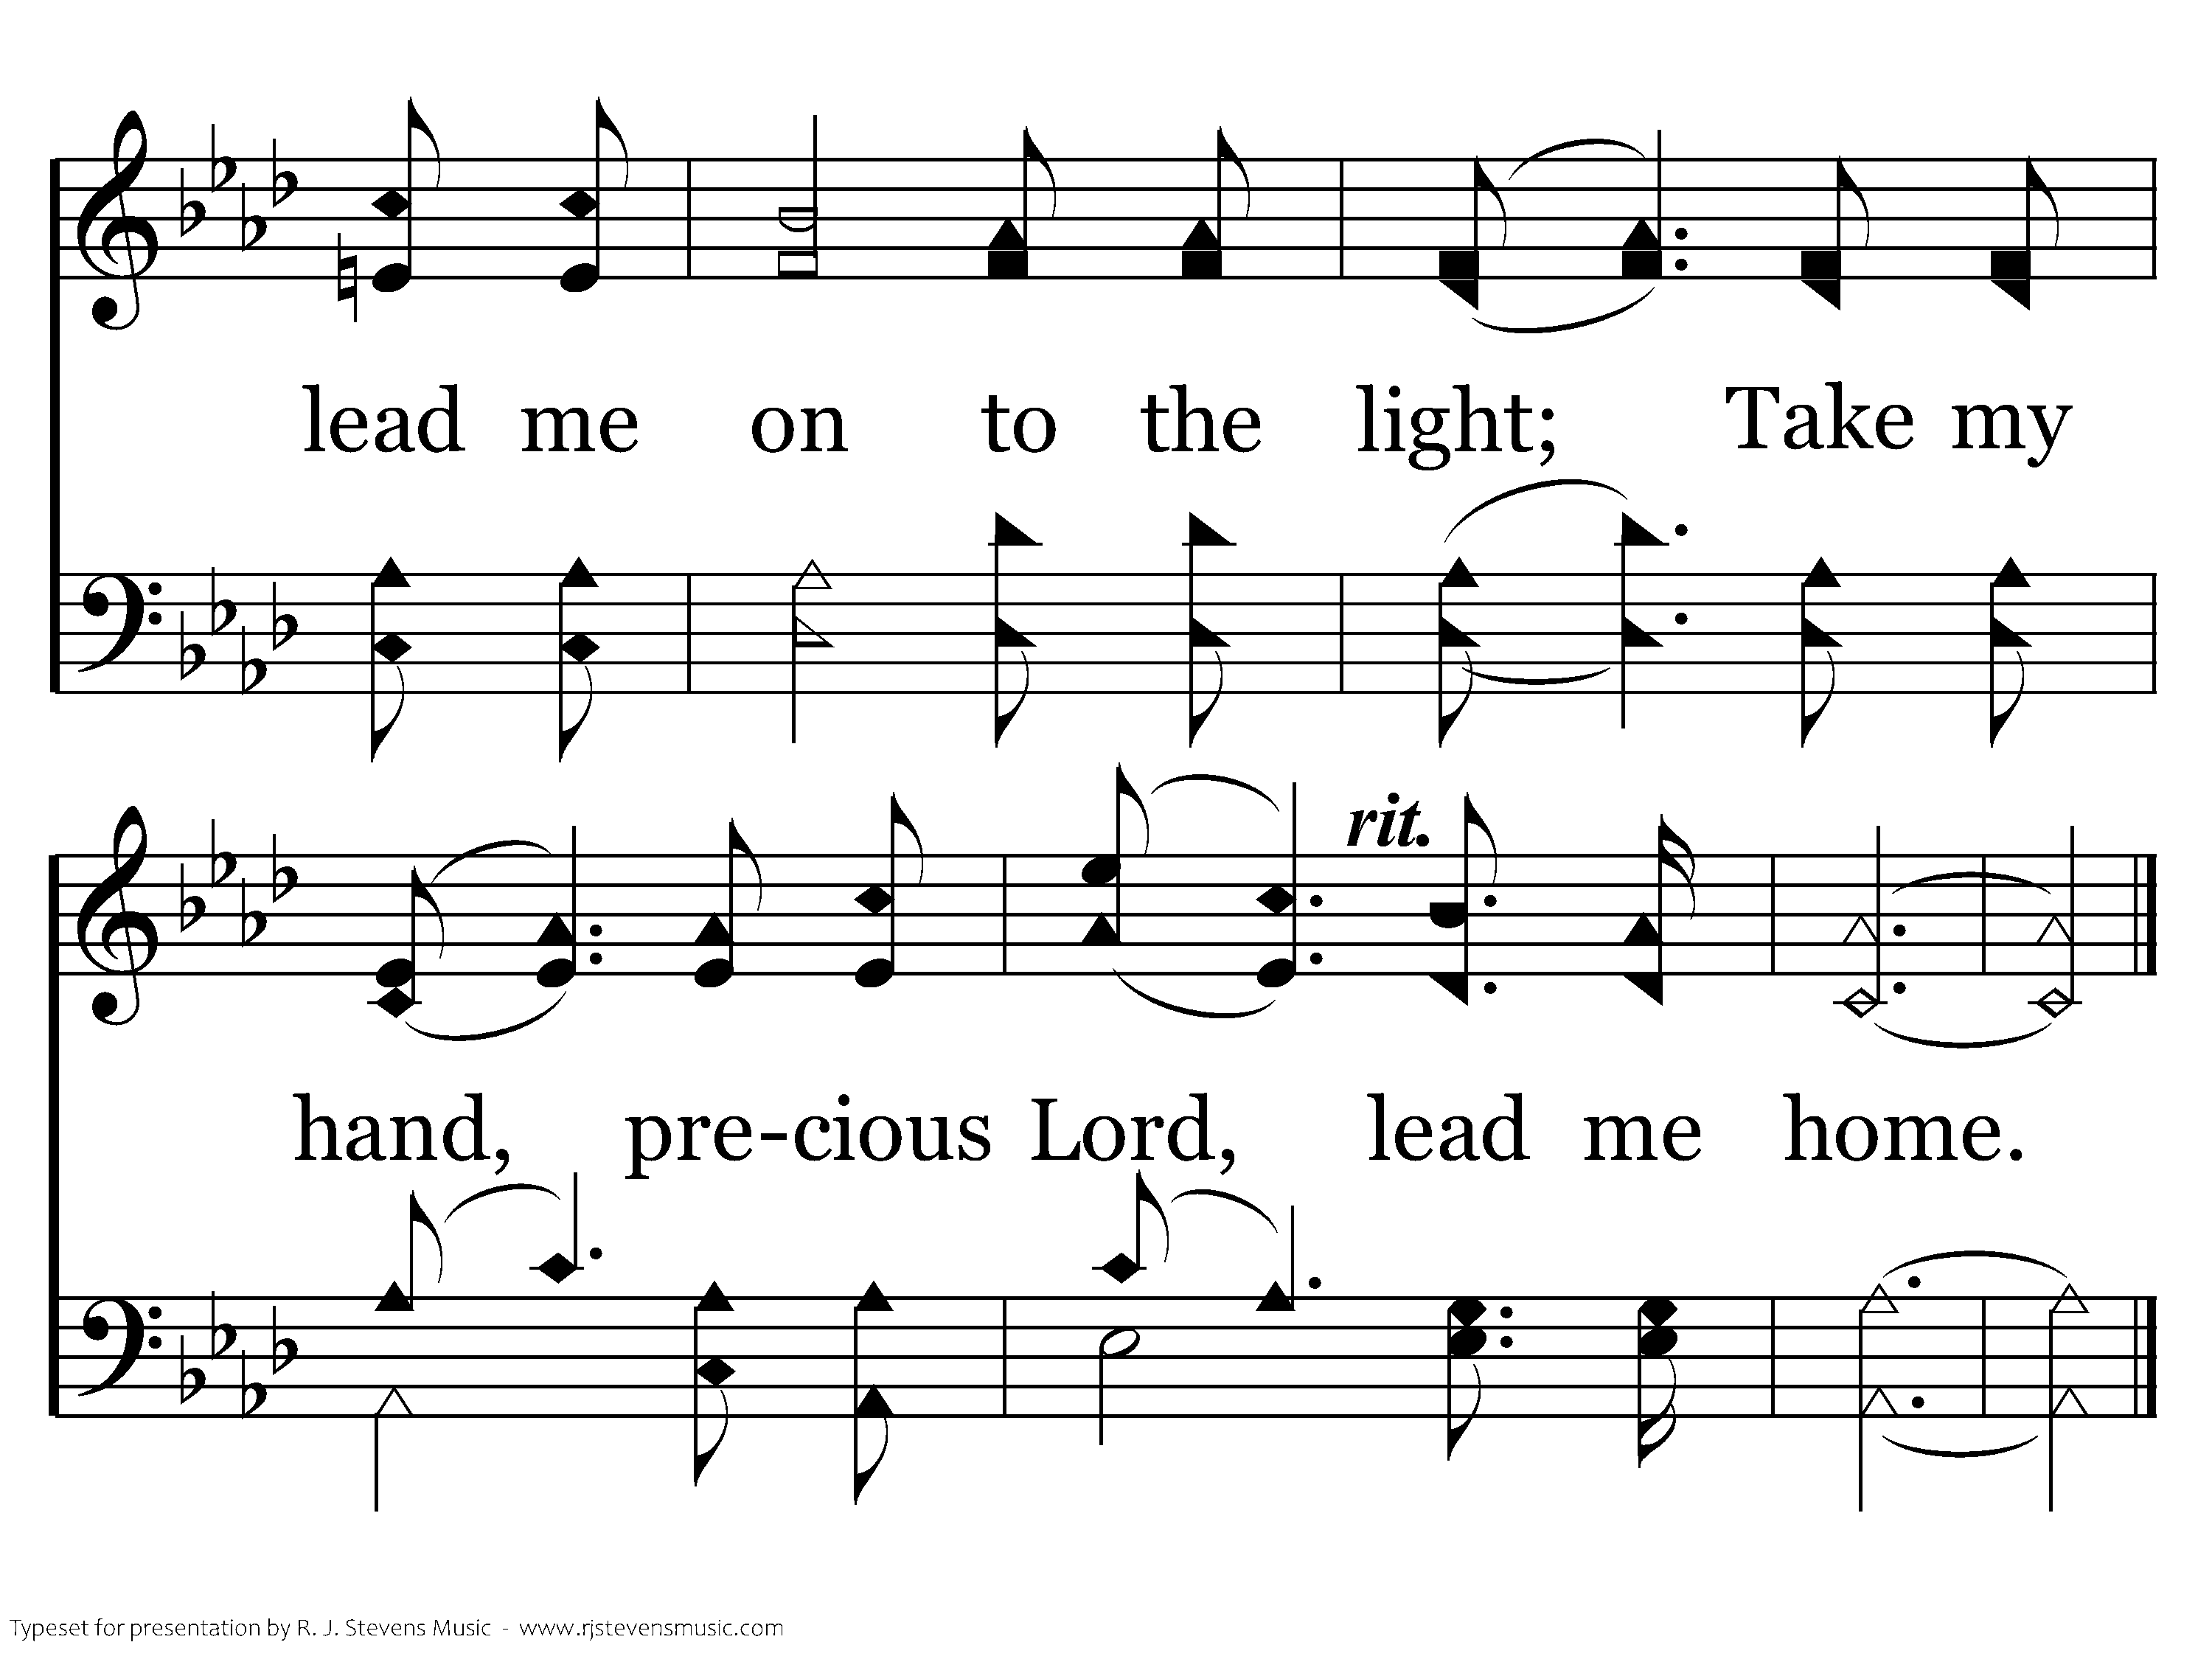 lead me on to the light; Take my
rit.
hand, pre-cious Lord, lead me home.
Typeset for presentation by R. J. Stevens Music - www.rjstevensmusic.com